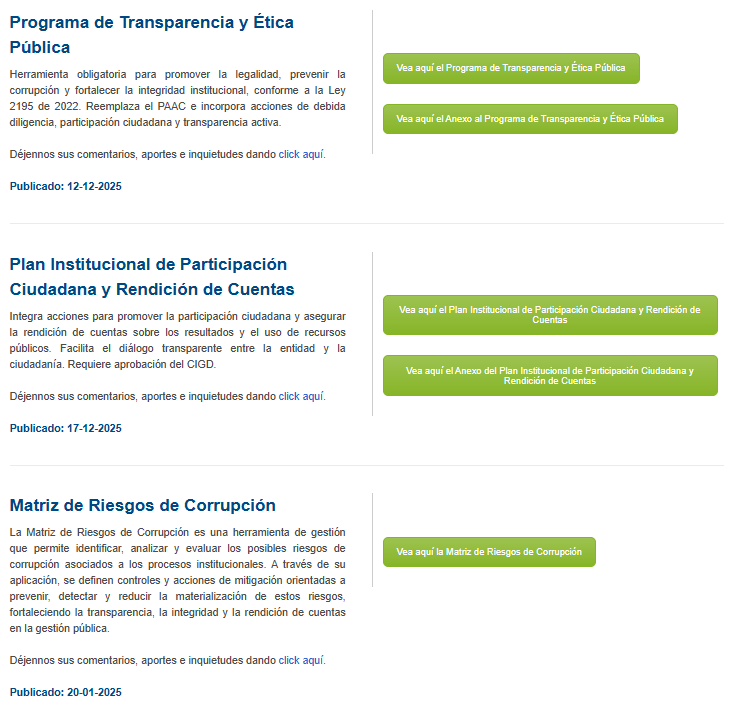 Programa de Transparencia y Ética
Pública
Herramienta obligatoria para promover la legalidad, prevenir la
corrupción y fortalecer la integridad institucional, conforme a la Ley
2195 de 2022. Reemplaza el PAAC e incorpora acciones de debida
diligencia, participación ciudadana y transparencia activa.
Déjennos sus comentarios, aportes e inquietudes dando click aquí.
Publicado: 12-12-2025
Vea aquí el Programa de Transparencia y Ética Pública
Vea aquí el Anexo al Programa de Transparencia y Ética Pública
Plan Institucional de Participación
Ciudadana y Rendición de Cuentas
Integra acciones para promover la participación ciudadana y asegurar
la rendición de cuentas sobre los resultados y el uso de recursos
públicos. Facilita el diálogo transparente entre la entidad y la
ciudadanía. Requiere aprobación del CIGD.
Déjennos sus comentarios, aportes e inquietudes dando click aquí.
Publicado: 17-12-2025
Vea aquí el Plan Institucional de Participación Ciudadana y Rendición de
Cuentas
Vea aquí el Anexo del Plan Institucional de Participación Ciudadana y
Rendición de Cuentas
Matriz de Riesgos de Corrupción
La Matriz de Riesgos de Corrupción es una herramienta de gestión
que permite identificar, analizar y evaluar los posibles riesgos de
corrupción asociados a los procesos institucionales. A través de su
aplicación, se definen controles y acciones de mitigación orientadas a
prevenir, detectar y reducir la materialización de estos riesgos,
fortaleciendo la transparencia, la integridad y la rendición de cuentas
en la gestión pública.
Déjennos sus comentarios, aportes e inquietudes dando click aquí.
Publicado: 20-01-2025
Vea aquí la Matriz de Riesgos de Corrupción